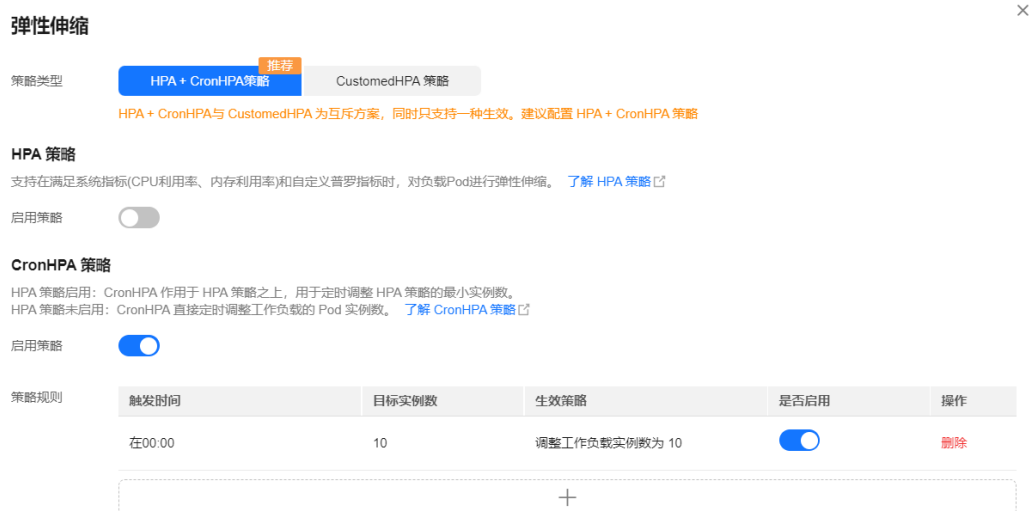 弹性伸缩
策略类型
推荐
HPA + CronHPA策略
CustomedHPA 策略
HPA + CronHPA与 CustomedHPA 为互斥方案，同时只支持一种生效。建议配置 HPA + CronHPA 策略
HPA 策略
支持在满足系统指标(CPU利用率、内存利用率)和自定义普罗指标时，对负载Pod进行弹性伸缩。 了解 HPA 策略
启用策略
CronHPA 策略
HPA 策略启用：CronHPA 作用于 HPA 策略之上，用于定时调整 HPA 策略的最小实例数。
HPA 策略未启用：CronHPA 直接定时调整工作负载的 Pod 实例数。 了解 CronHPA 策略
启用策略
策略规则
触发时间 目标实例数 生效策略 是否启用 操作
在00:00 10 调整工作负载实例数为 10 删除